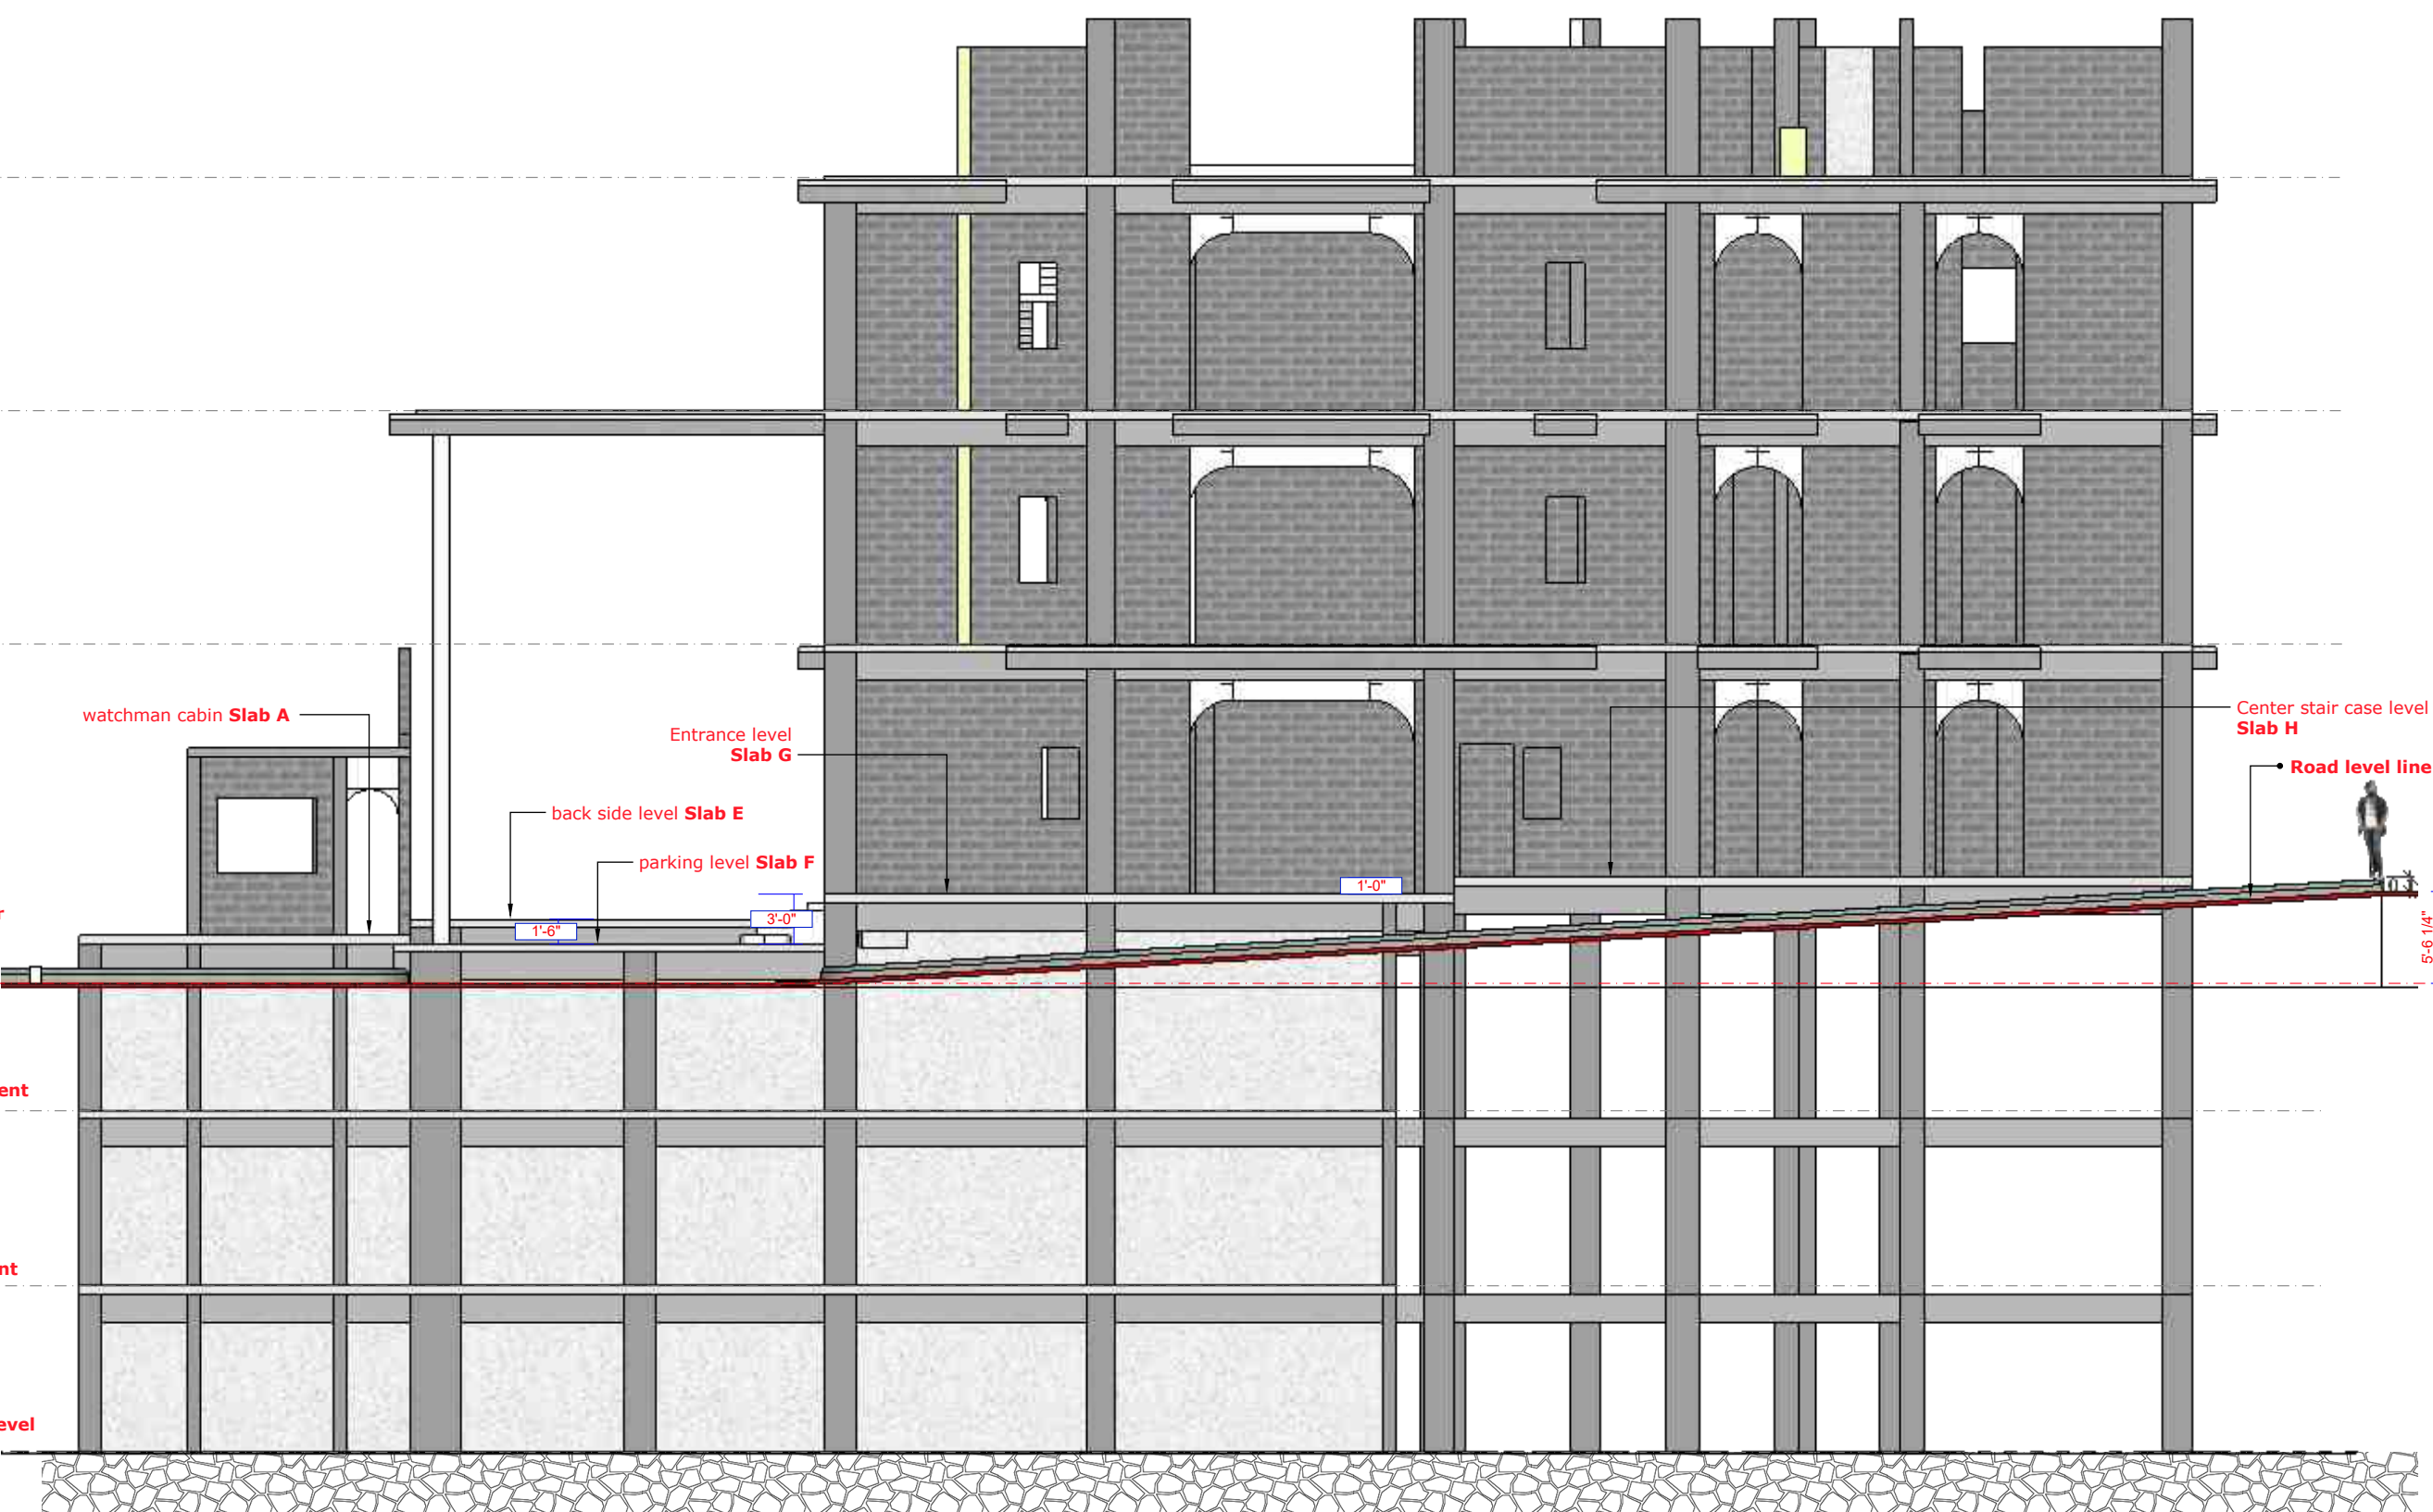 watchman cabin Slab A
Entrance level
Slab G
Center stair case level
Slab H
Road level line
back side level Slab E
parking level Slab F
1'-0"
3'-0"
1'-6"
5'-6 1/4"
ent
nt
evel